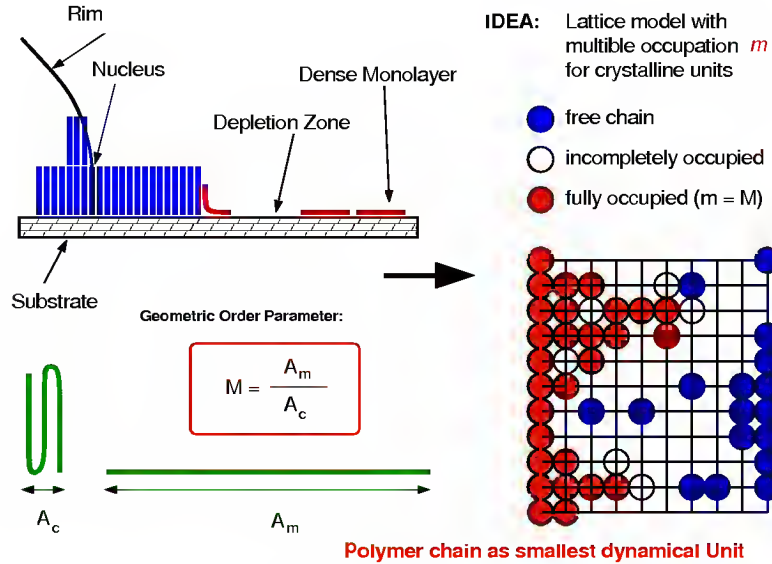 Rim
Nucleus
Dense Monolayer
Depletion Zone
Substrate
IDEA: Lattice model with
multible occupation m
for crystalline units
free chain
incompletely occupied
fully occupied (m = M)
Geometric Order Parameter:
M = A_m / A_c
A_c
A_m
Polymer chain as smallest dynamical Unit